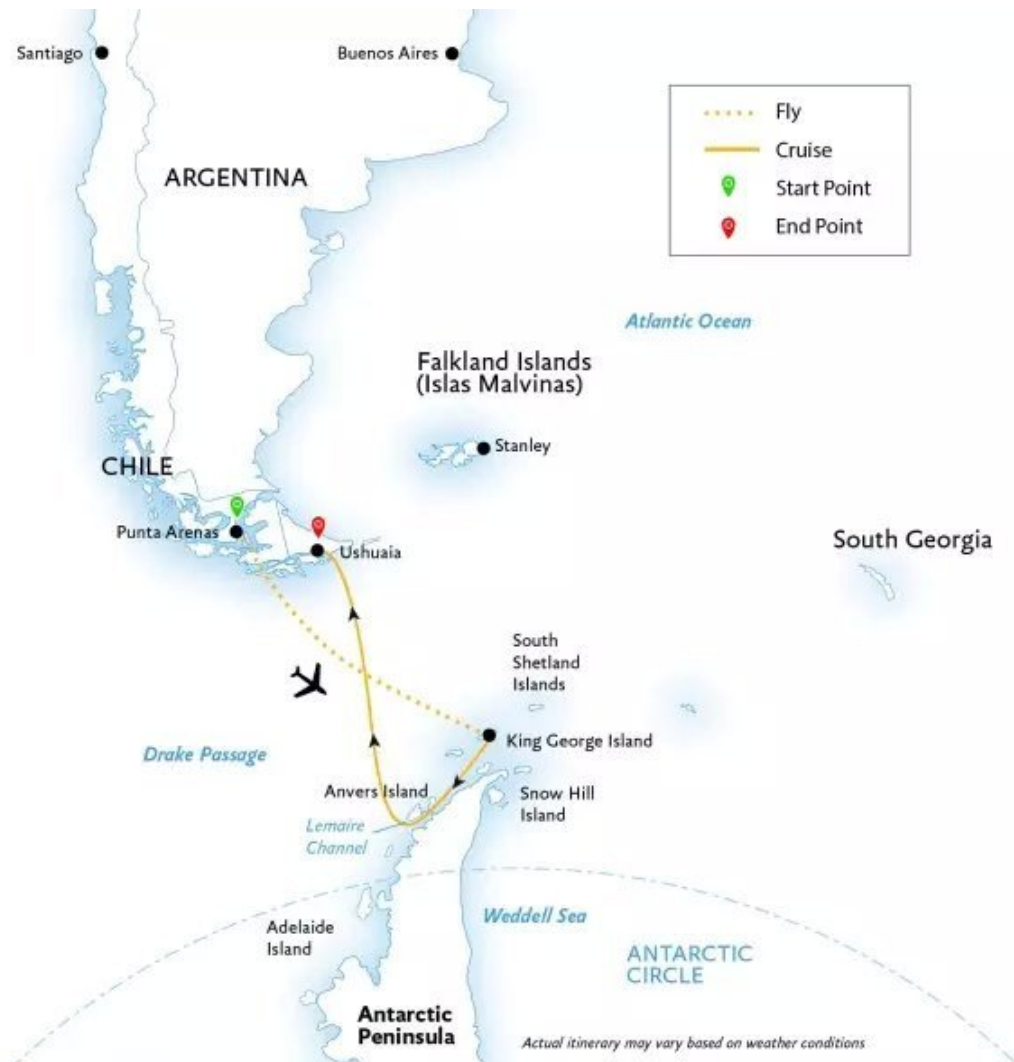 Santiago
Buenos Aires
Fly
Cruise
Start Point
End Point
ARGENTINA
Atlantic Ocean
Falkland Islands
(Islas Malvinas)
Stanley
CHILE
Punta Arenas
Ushuaia
South Georgia
South
Shetland
Islands
King George Island
Drake Passage
Anvers Island
Snow Hill
Island
Lemaire
Channel
Weddell Sea
Adelaide
Island
ANTARCTIC
CIRCLE
Antarctic
Peninsula
Actual itinerary may vary based on weather conditions